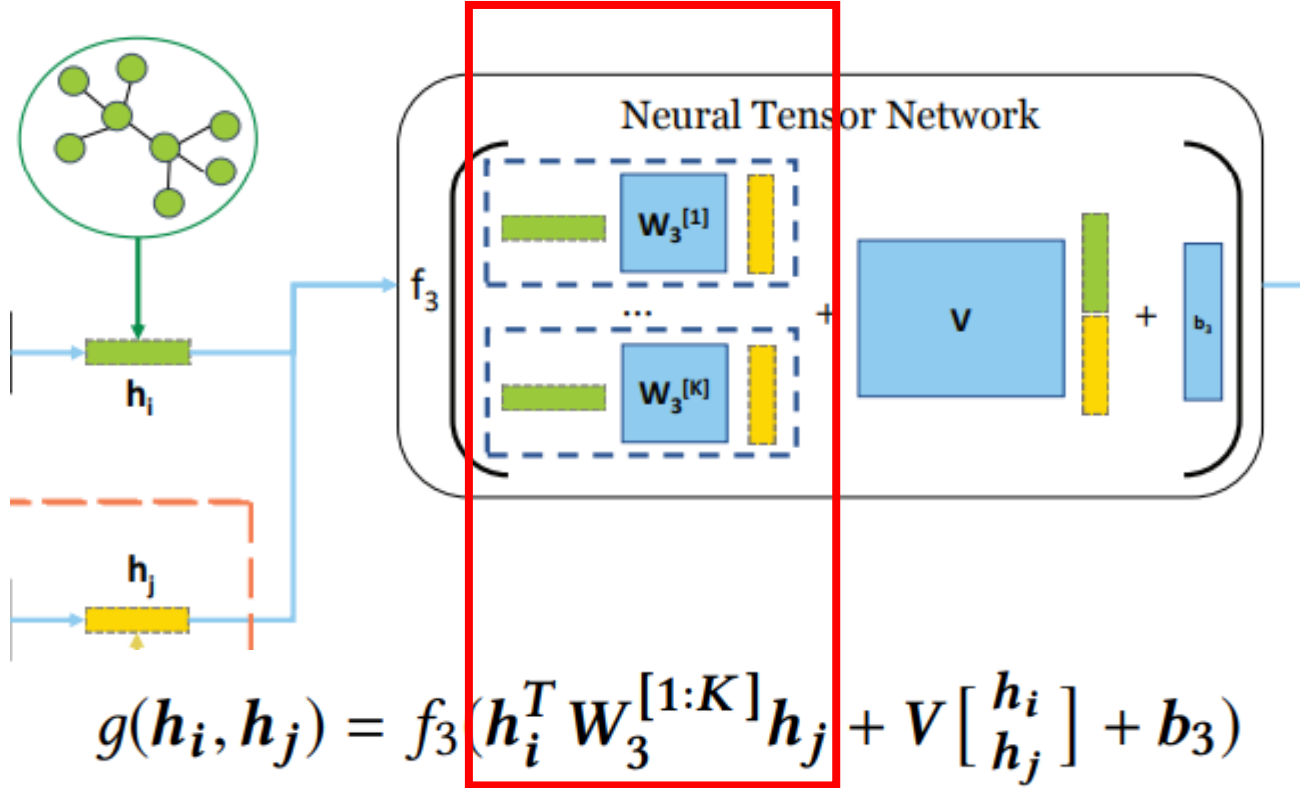 Neural Tensor Network
f₃
W₃^[1]
...
W₃^[K]
+
V
+
b₃
hᵢ
hⱼ
g(hᵢ, hⱼ) = f₃(hᵢᵀ W₃^[1:K] hⱼ + V[hᵢ hⱼ] + b₃)